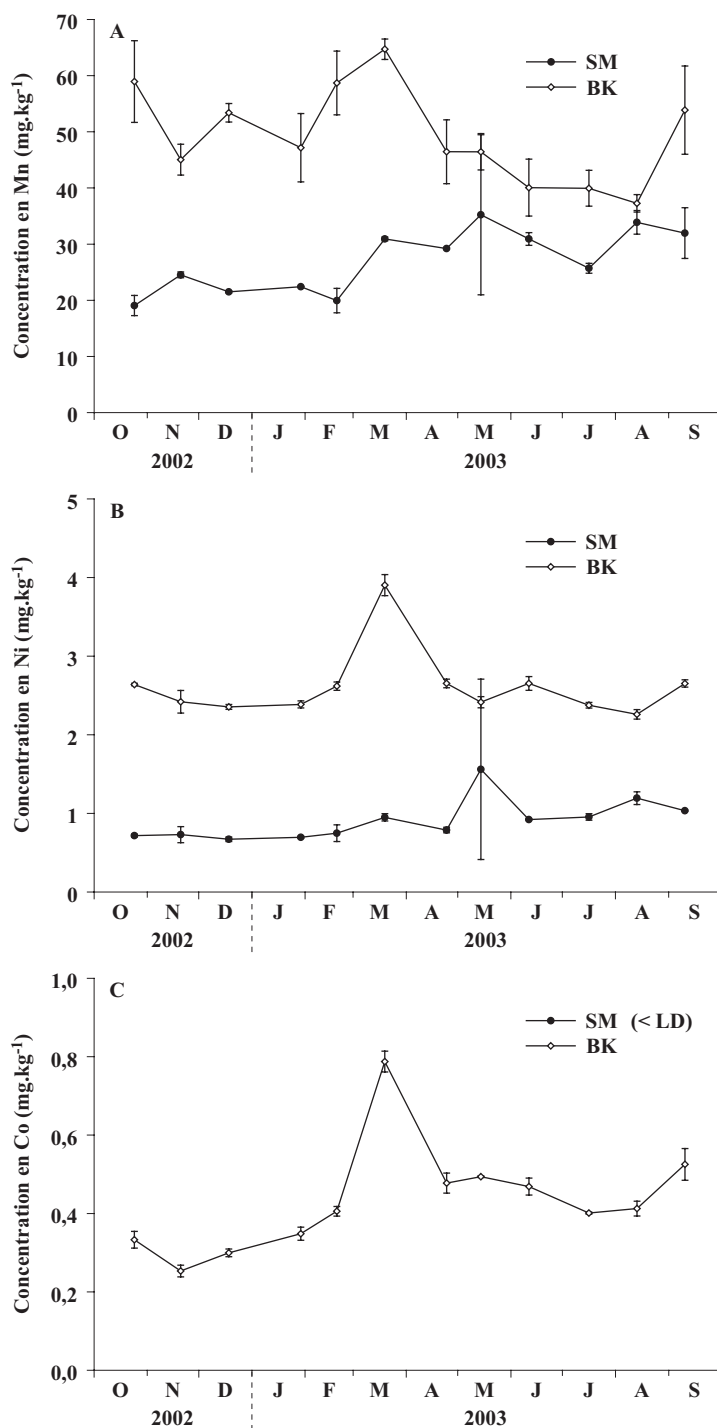 A
SM
BK
Concentration en Mn (mg.kg⁻¹)
70
60
50
40
30
20
10
0
O N D J F M A M J J A S
2002 2003
B
SM
BK
Concentration en Ni (mg.kg⁻¹)
5
4
3
2
1
0
O N D J F M A M J J A S
2002 2003
C
SM (< LD)
BK
Concentration en Co (mg.kg⁻¹)
1,0
0,8
0,6
0,4
0,2
0,0
O N D J F M A M J J A S
2002 2003